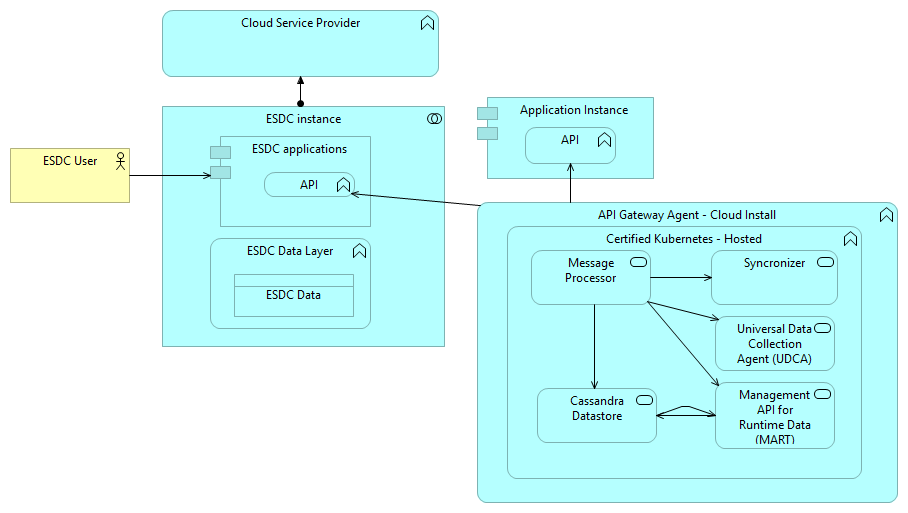 Cloud Service Provider
ESDC instance
ESDC applications
API
ESDC User
ESDC Data Layer
ESDC Data
Application Instance
API
API Gateway Agent - Cloud Install
Certified Kubernetes - Hosted
Message
Processor
Syncronizer
Universal Data
Collection
Agent (UDCA)
Cassandra
Datastore
Management
API for
Runtime Data
(MART)